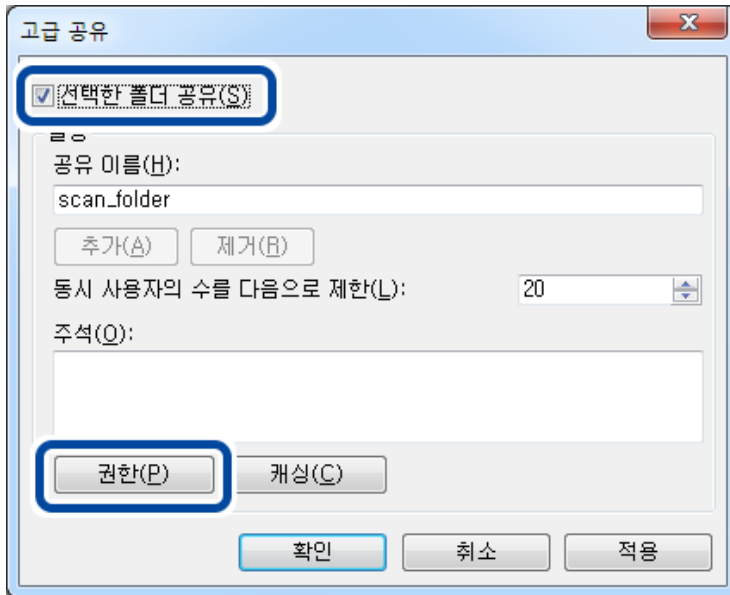 고급 공유
선택한 폴더 공유(S)
설정
공유 이름(H):
scan_folder
추가(A) 제거(R)
동시 사용자의 수를 다음으로 제한(L): 20
주석(O):
권한(P) 캐싱(C)
확인 취소 적용